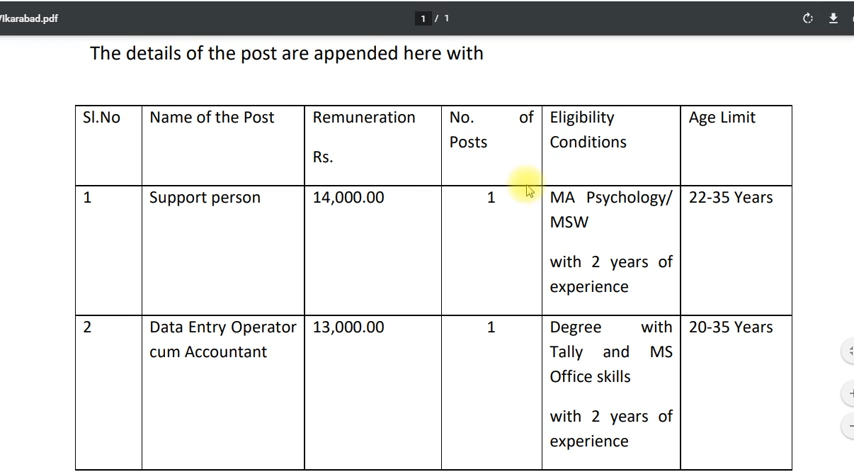 Vikarabad.pdf
1 / 1
The details of the post are appended here with
Sl.No Name of the Post Remuneration Rs. No. of Posts Eligibility Conditions Age Limit
1 Support person 14,000.00 1 MA Psychology/ MSW with 2 years of experience 22-35 Years
2 Data Entry Operator cum Accountant 13,000.00 1 Degree with Tally and MS Office skills with 2 years of experience 20-35 Years